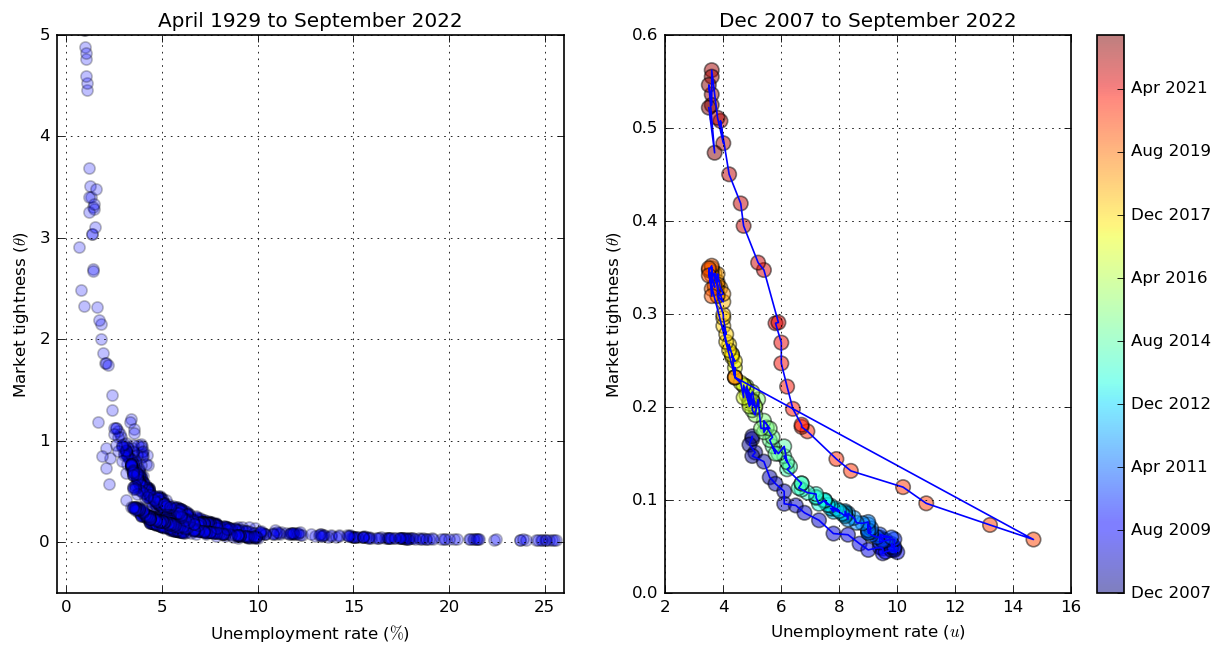 April 1929 to September 2022
5
4
3
2
1
0
Market tightness (θ)
0
5
10
15
20
25
Unemployment rate (%)
Dec 2007 to September 2022
0.6
0.5
0.4
0.3
0.2
0.1
0.0
Market tightness (θ)
2
4
6
8
10
12
14
16
Unemployment rate (u)
Apr 2021
Aug 2019
Dec 2017
Apr 2016
Aug 2014
Dec 2012
Apr 2011
Aug 2009
Dec 2007